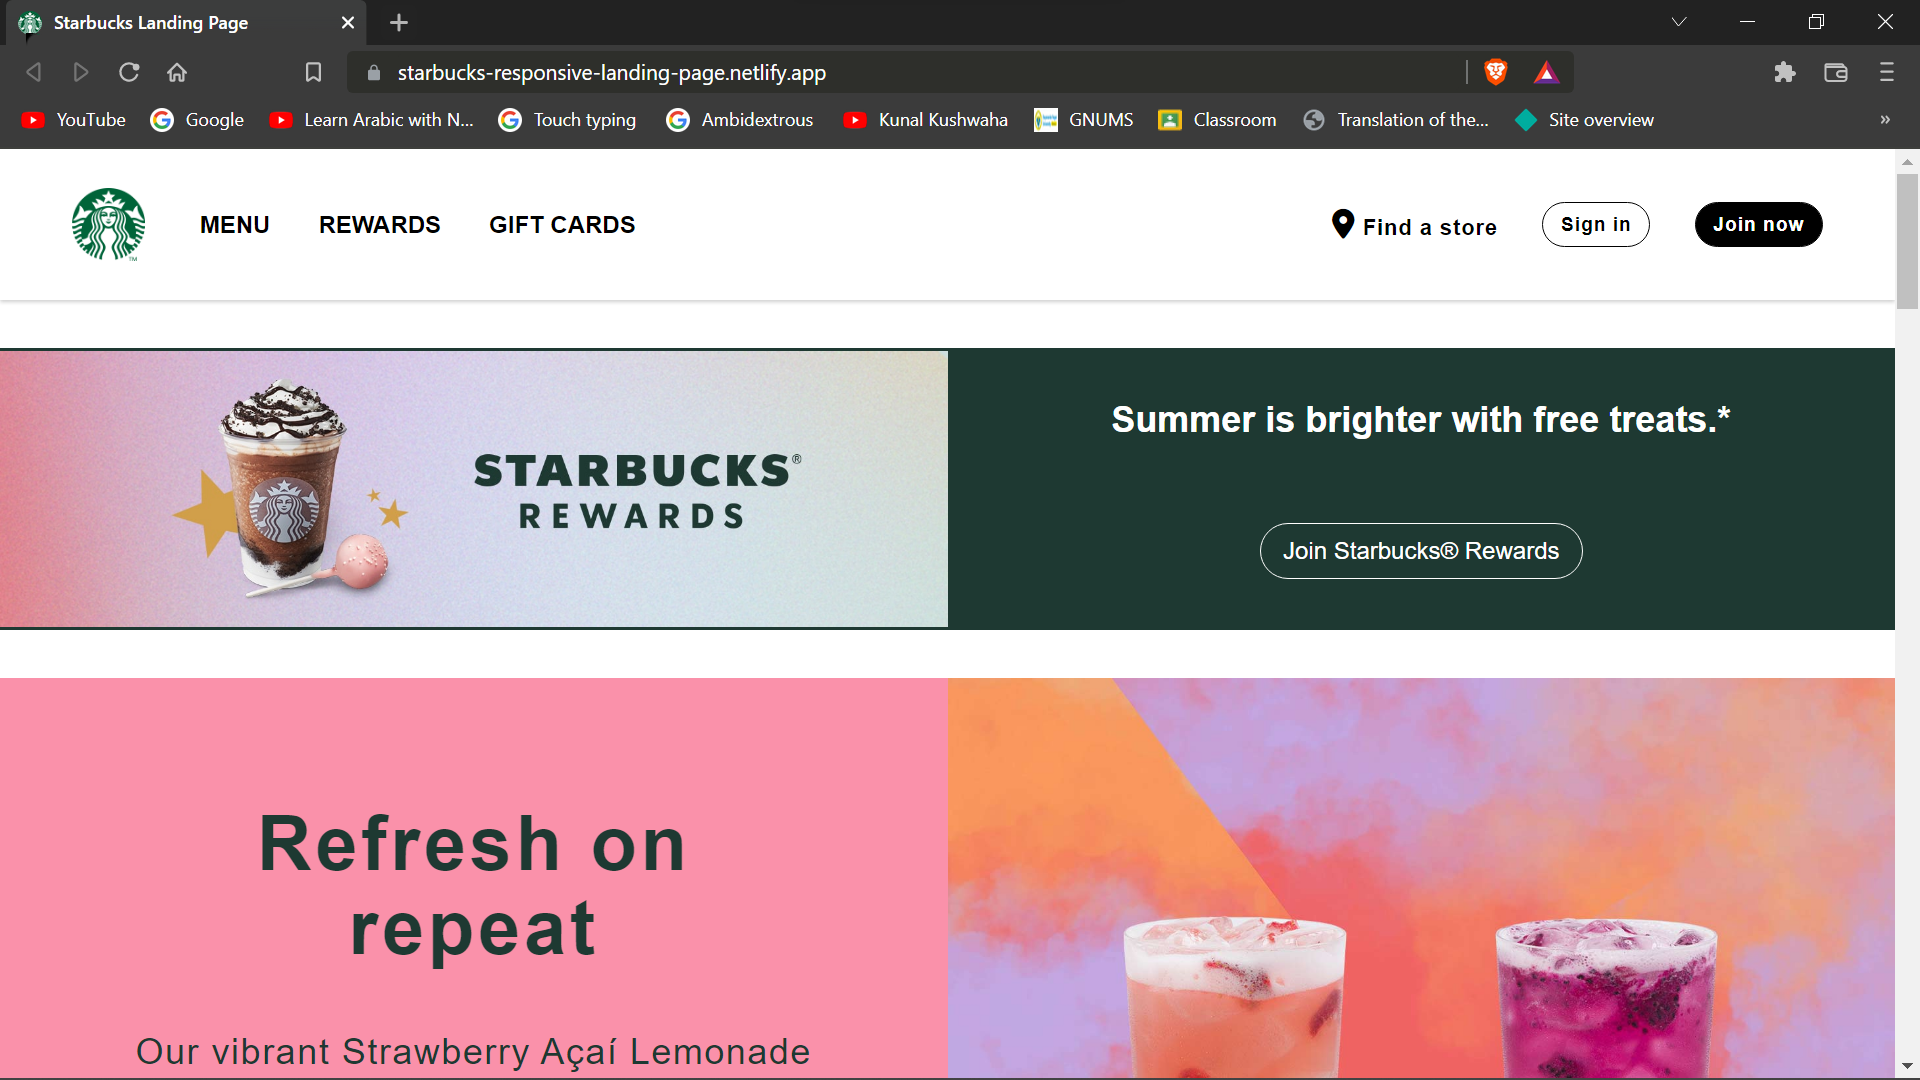 Starbucks Landing Page
starbucks-responsive-landing-page.netlify.app
YouTube Google Learn Arabic with N... Touch typing Ambidextrous Kunal Kushwaha GNUMS Classroom Translation of the... Site overview »
MENU REWARDS GIFT CARDS Find a store Sign in Join now
TM
STARBUCKS®
REWARDS
Summer is brighter with free treats.*
Join Starbucks® Rewards
Refresh on
repeat
Our vibrant Strawberry Açaí Lemonade